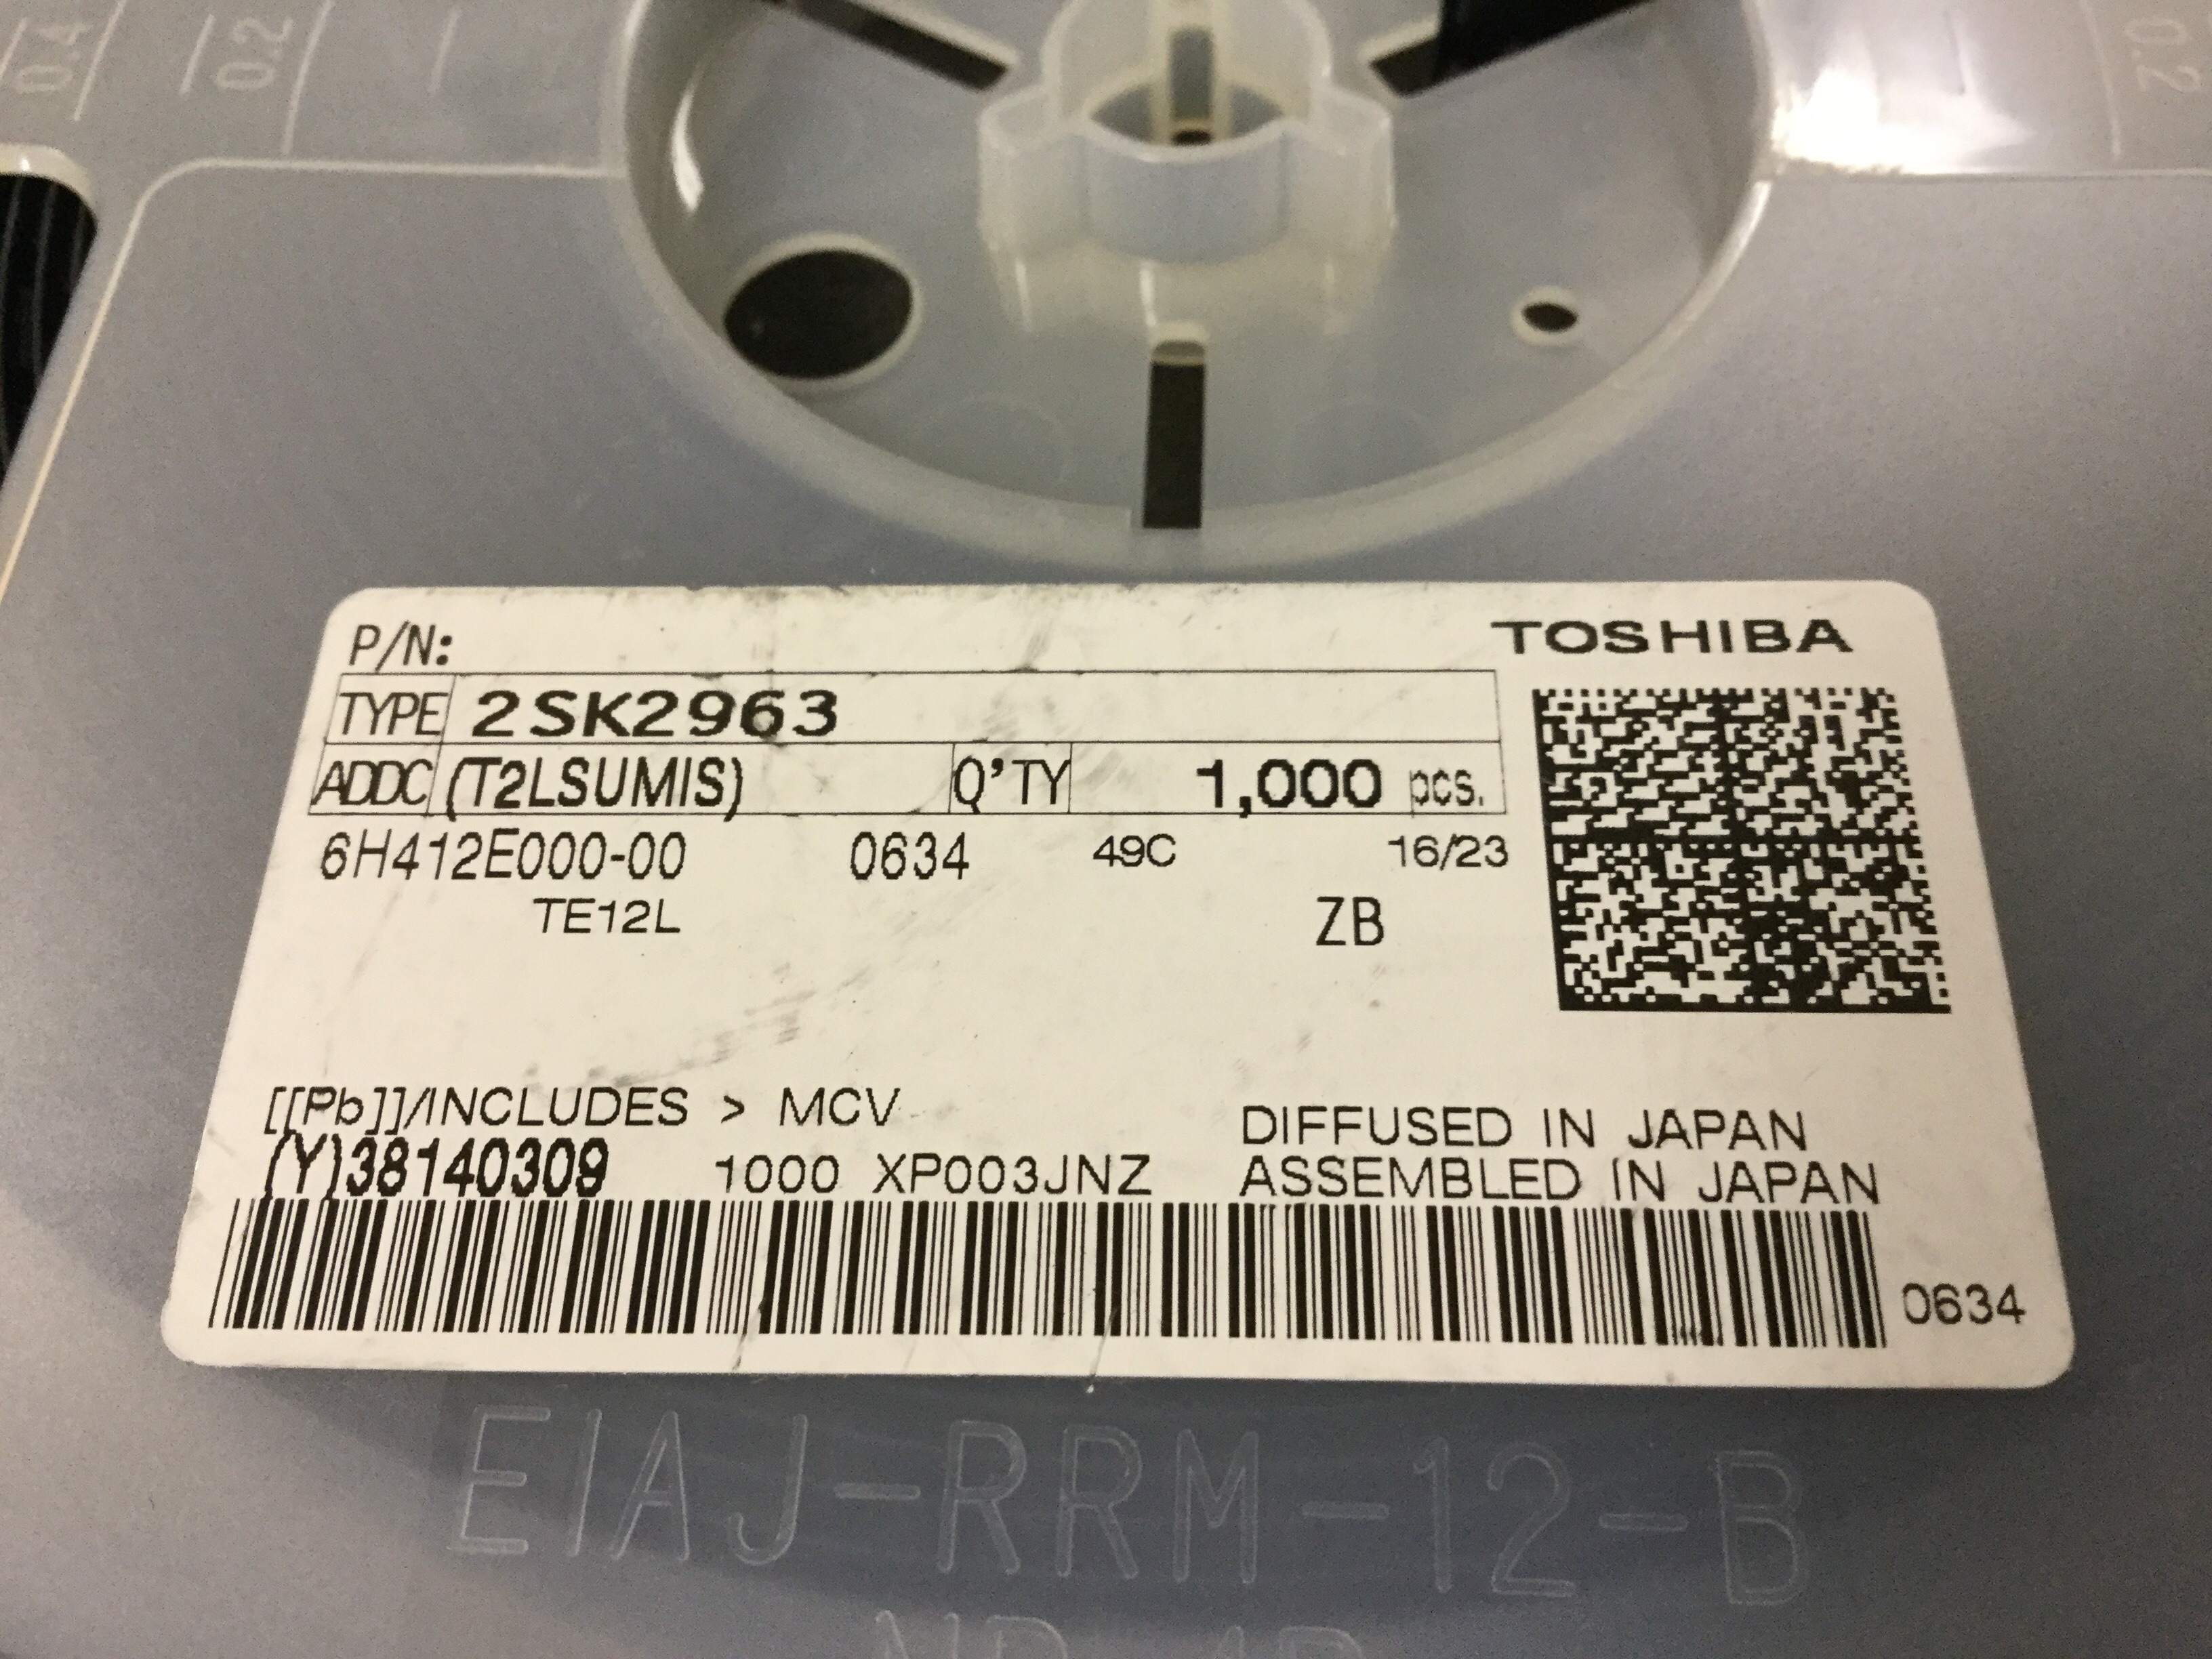 0.4 0.2 0.2
P/N: TOSHIBA
TYPE 2SK2963
ADDC (T2LSUMIS) Q'TY 1,000 pcs.
6H412E000-00 0634 49C 16/23
TE12L ZB
[[Pb]]/INCLUDES > MCV DIFFUSED IN JAPAN
(Y)38140309 1000 XP003JNZ ASSEMBLED IN JAPAN
0634
EIAJ-RRM-12-B